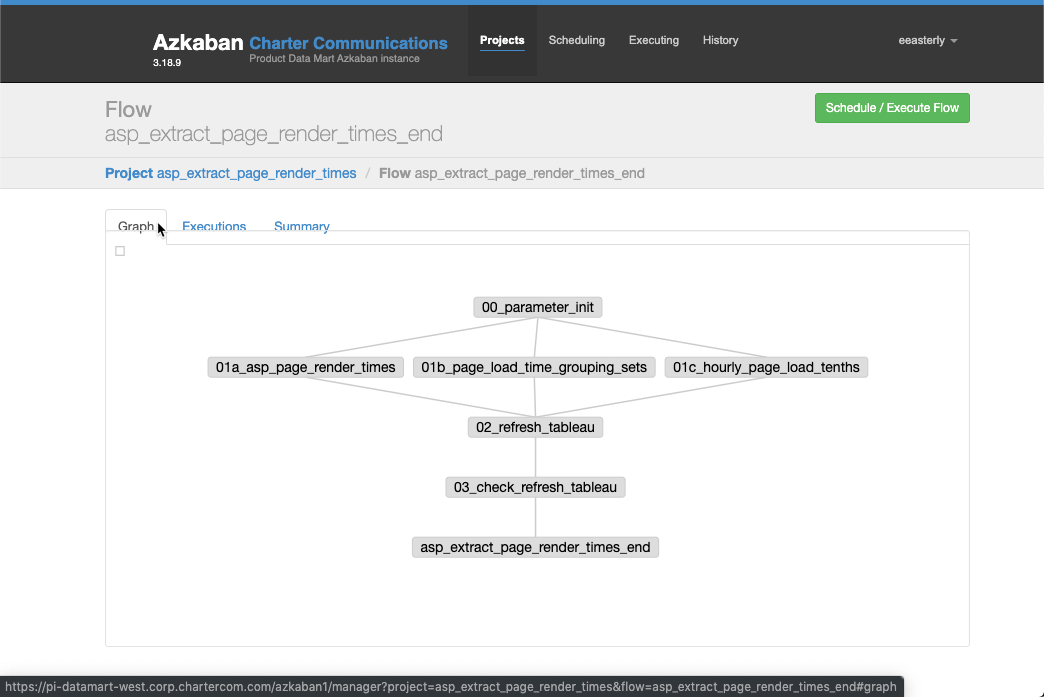 Azkaban Charter Communications
3.18.9 Product Data Mart Azkaban instance
Projects Scheduling Executing History eeasterly
Flow
asp_extract_page_render_times_end
Schedule / Execute Flow
Project asp_extract_page_render_times / Flow asp_extract_page_render_times_end
Graph Executions Summary
00_parameter_init
01a_asp_page_render_times 01b_page_load_time_grouping_sets 01c_hourly_page_load_tenths
02_refresh_tableau
03_check_refresh_tableau
asp_extract_page_render_times_end
https://pi-datamart-west.corp.chartercom.com/azkaban1/manager?project=asp_extract_page_render_times&flow=asp_extract_page_render_times_end#graph